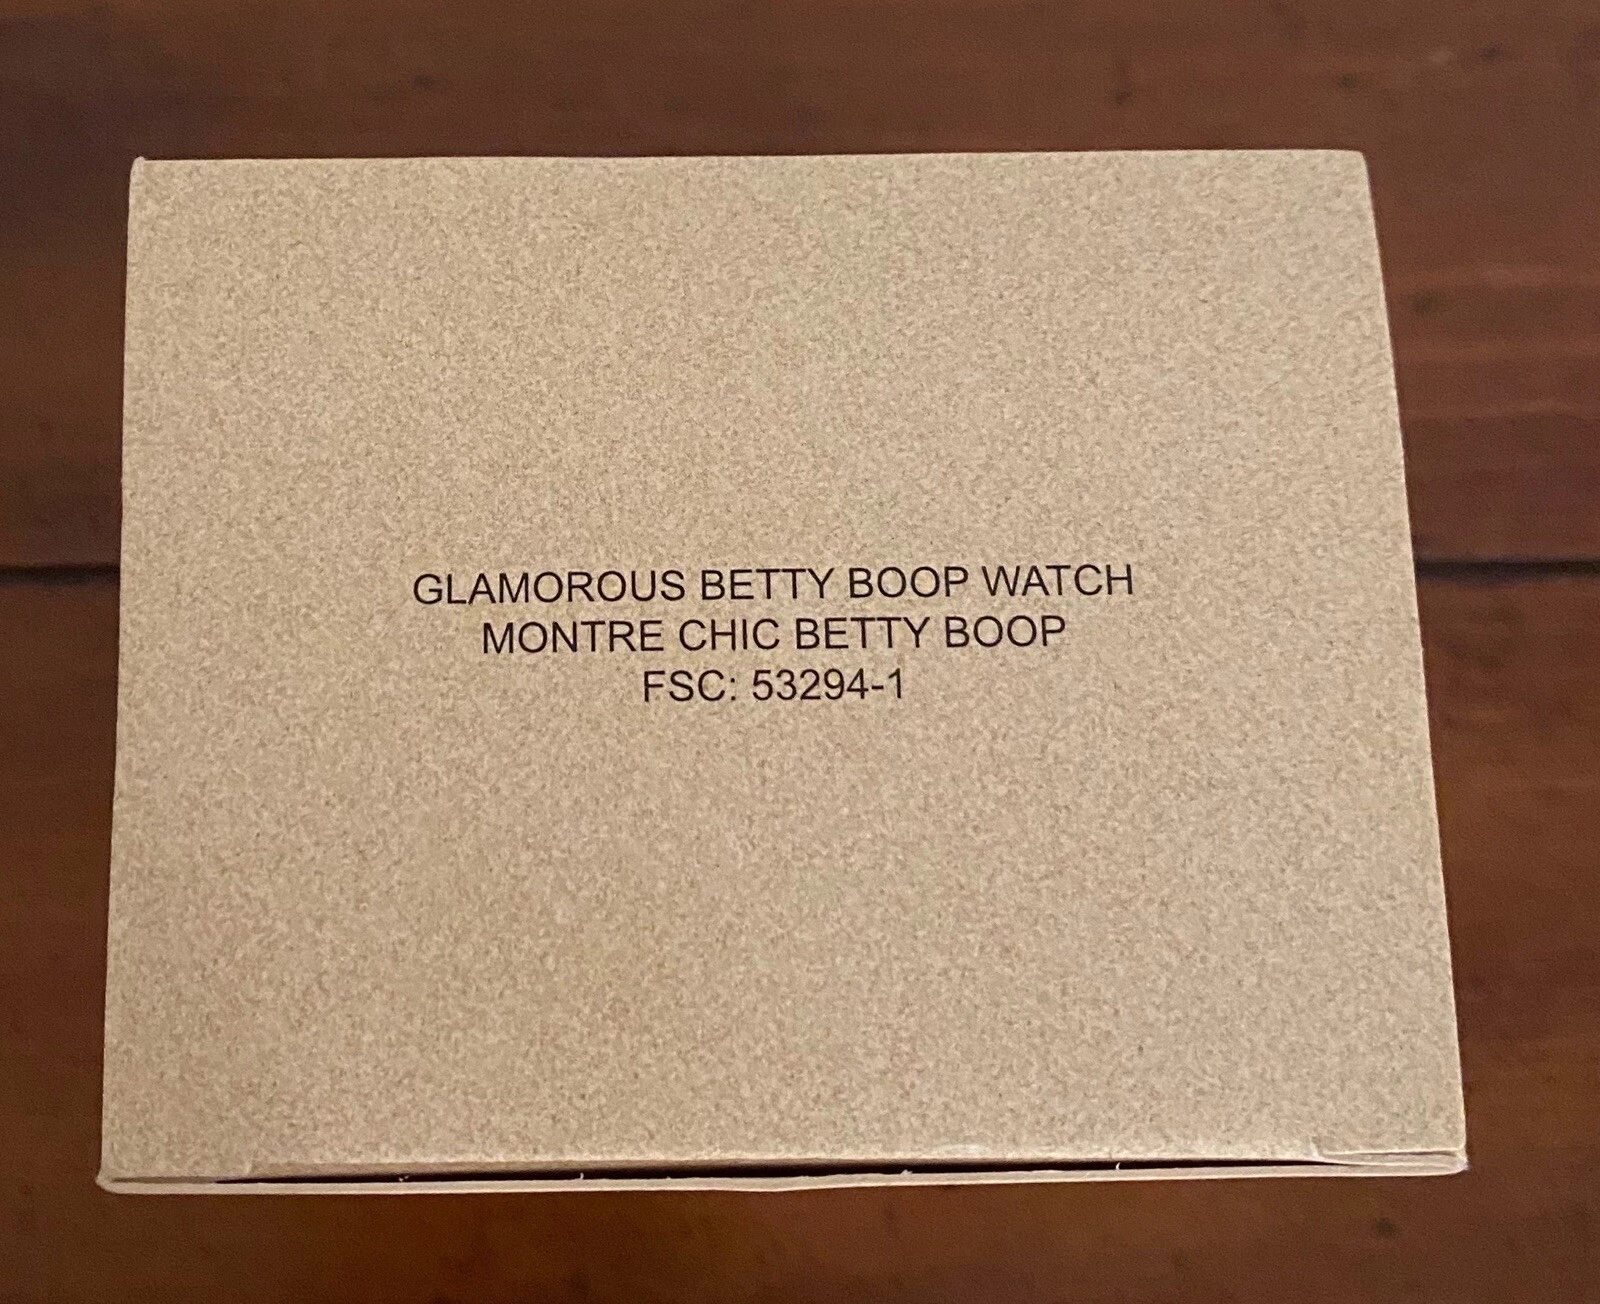 GLAMOROUS BETTY BOOP WATCH
MONTRE CHIC BETTY BOOP
FSC: 53294-1